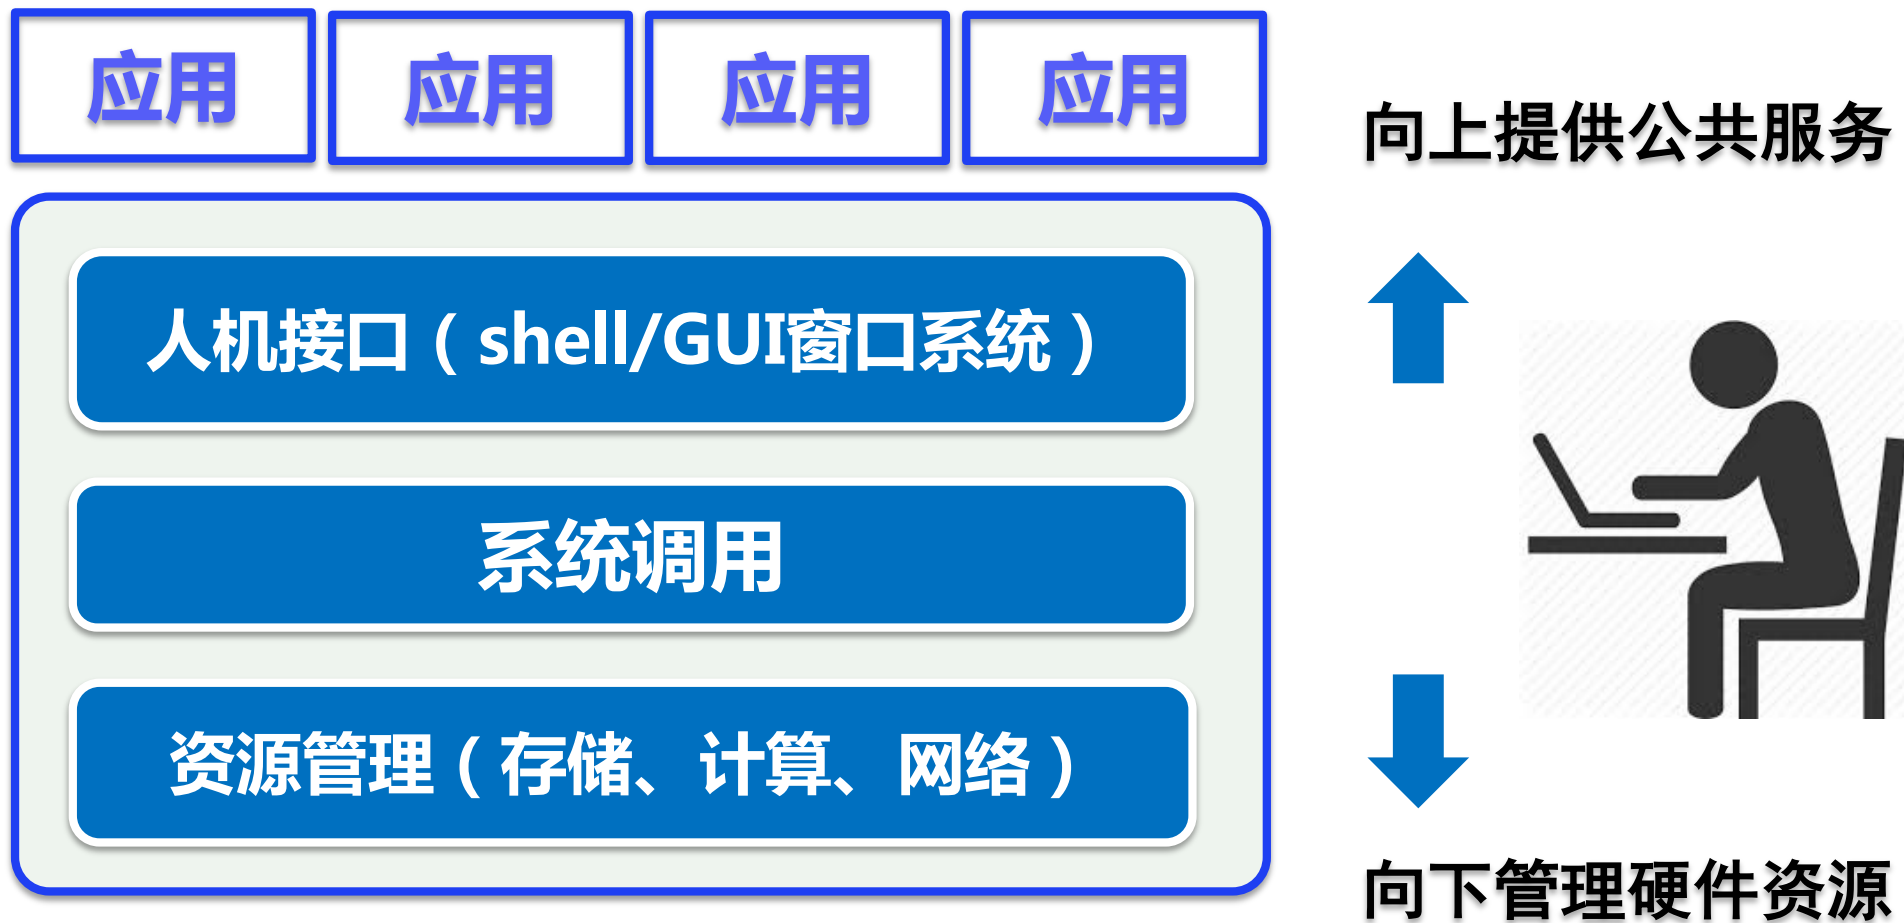 应用
应用
应用
应用
向上提供公共服务
人机接口（shell/GUI窗口系统）
系统调用
资源管理（存储、计算、网络）
向下管理硬件资源